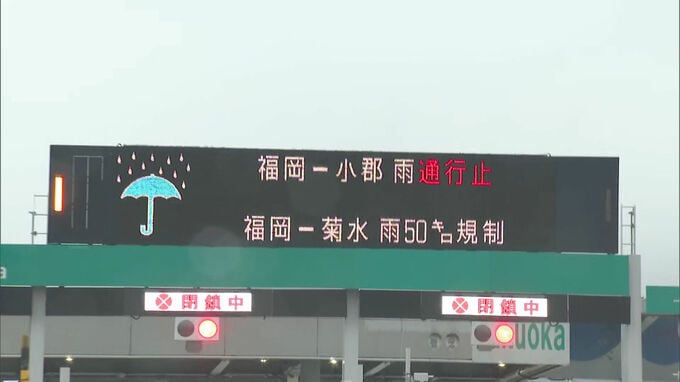 福岡ー小郡 雨通行止
福岡ー菊水 雨50㌔規制
閉鎖中
閉鎖中